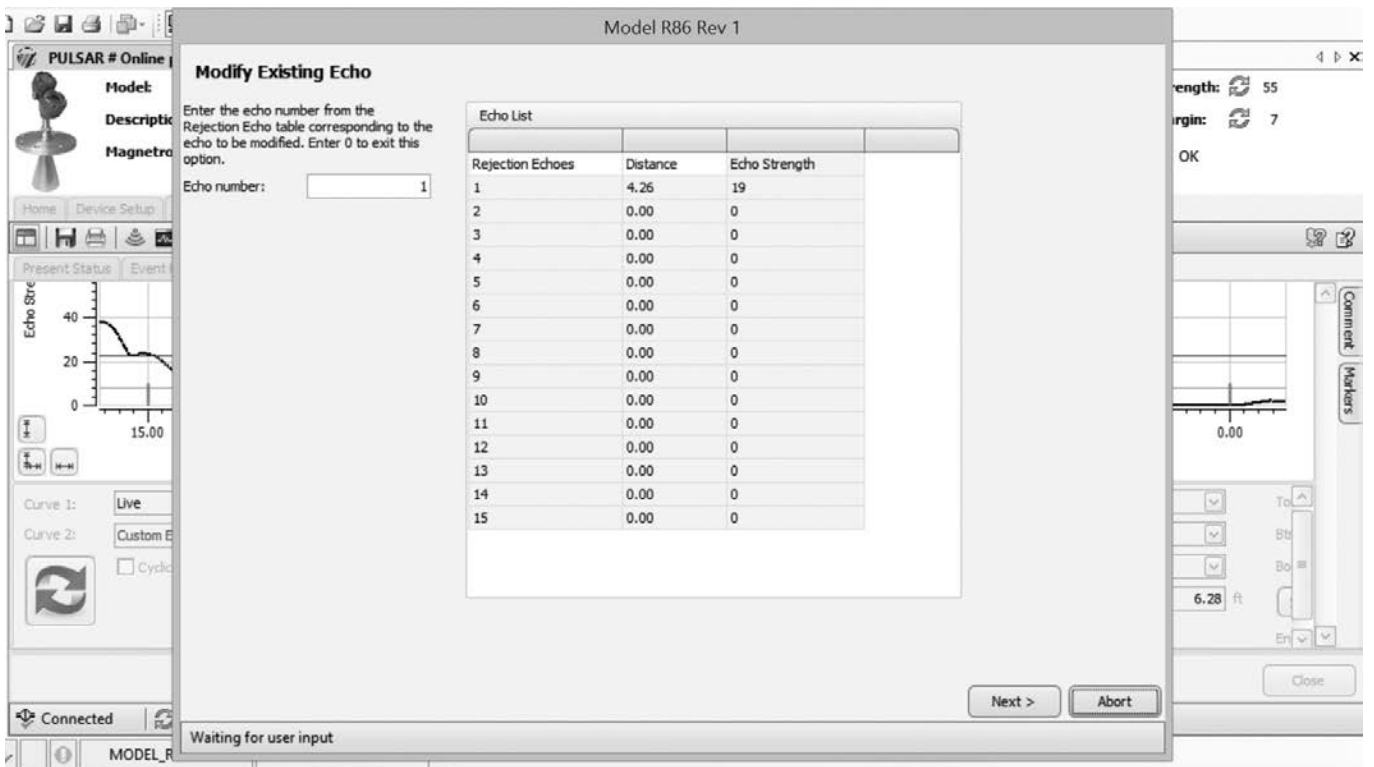 Model R86 Rev 1
PULSAR # Online
Model:
Description
Magnetro
Home
Device Setup
Present Status
Event
Echo Stre
40
20
0
15.00
Curve 1:
Live
Curve 2:
Custom E
Cyclic
Connected
MODEL_R
Modify Existing Echo
Enter the echo number from the
Rejection Echo table corresponding to the
echo to be modified. Enter 0 to exit this
option.
Echo number: 1
Echo List
Rejection Echoes Distance Echo Strength
1 4.26 19
2 0.00 0
3 0.00 0
4 0.00 0
5 0.00 0
6 0.00 0
7 0.00 0
8 0.00 0
9 0.00 0
10 0.00 0
11 0.00 0
12 0.00 0
13 0.00 0
14 0.00 0
15 0.00 0
Next >
Abort
Waiting for user input
ength: 55
rgin: 7
OK
Comment
Markers
0.00
To
Bt
Bo
6.28 ft
En
Close